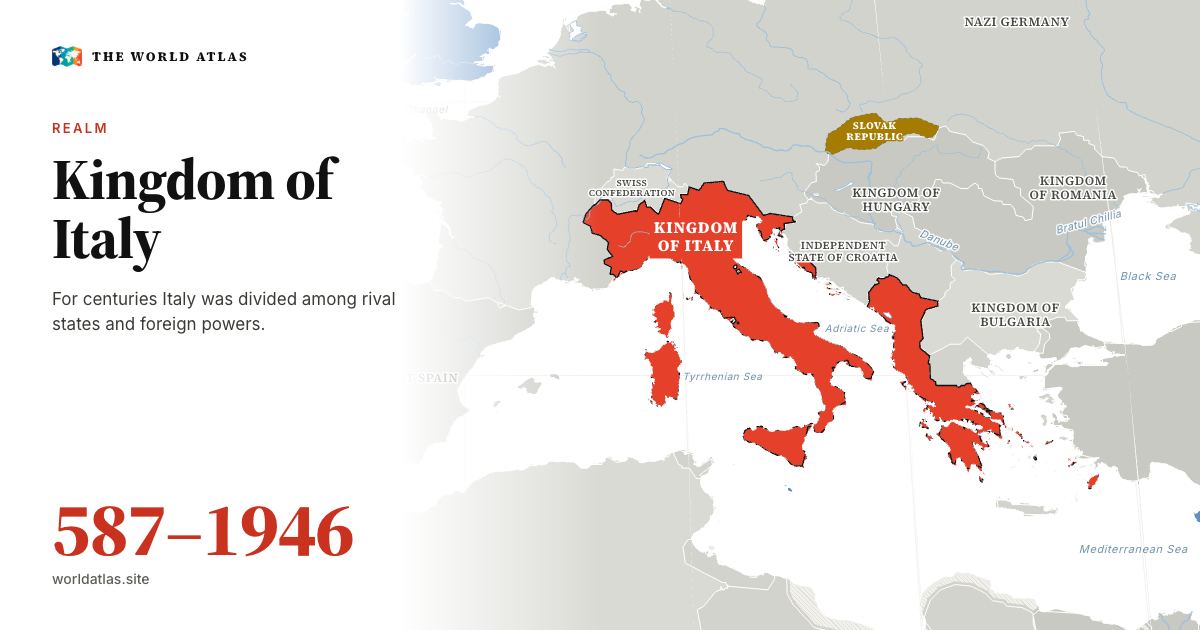 THE WORLD ATLAS
REALM
Kingdom of
Italy
For centuries Italy was divided among rival
states and foreign powers.
587–1946
worldatlas.site
NAZI GERMANY
SLOVAK
REPUBLIC
SWISS
CONFEDERATION
KINGDOM OF
HUNGARY
KINGDOM
OF ROMANIA
KINGDOM
OF ITALY
INDEPENDENT
STATE OF CROATIA
Danube
Bratul Chillia
Black Sea
KINGDOM OF
BULGARIA
Adriatic Sea
Tyrrhenian Sea
T SPAIN
Mediterranean Sea